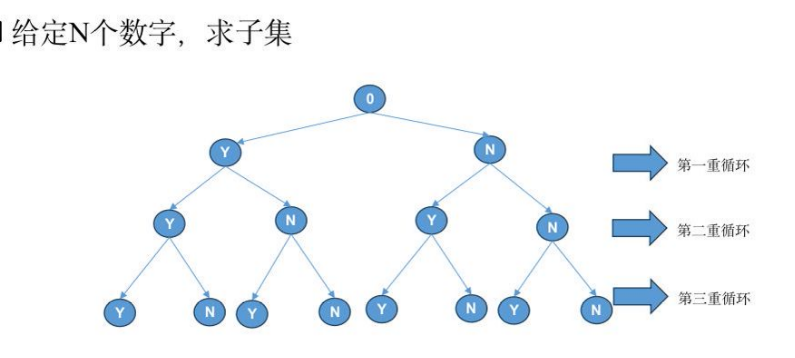 给定N个数字，求子集
0
Y N
第一重循环
Y N Y N
第二重循环
Y N Y N Y N Y N
第三重循环